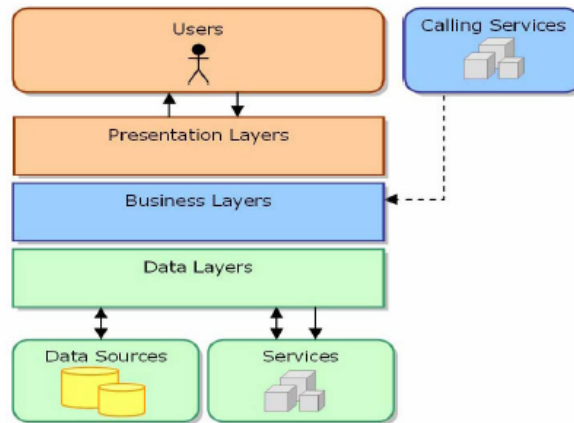 Users
Calling Services
Presentation Layers
Business Layers
Data Layers
Data Sources
Services